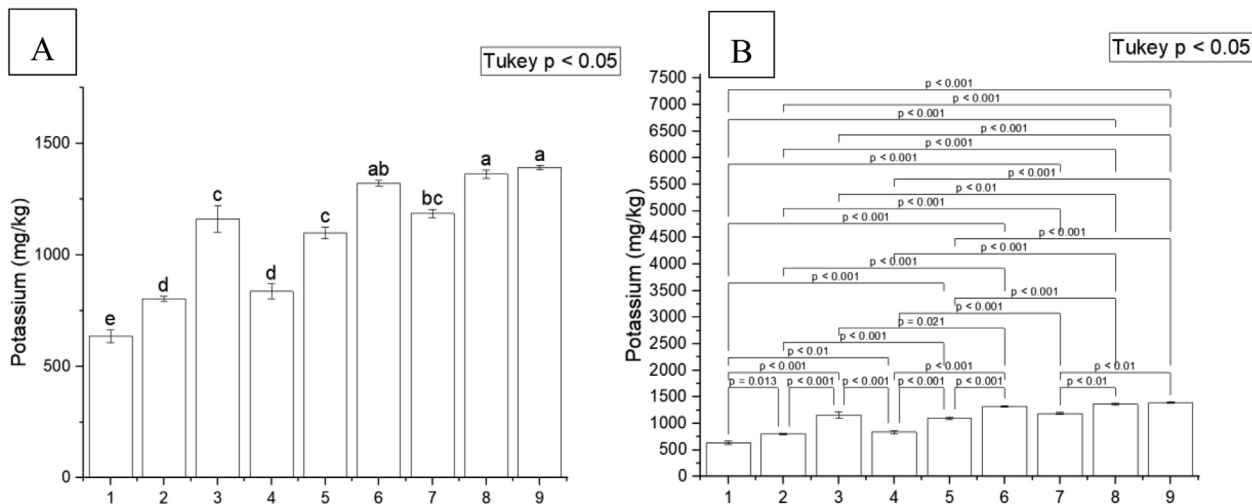 A
Tukey p < 0.05
Potassium (mg/kg)
1500
1000
500
0
e
d
c
d
c
ab
bc
a
a
1 2 3 4 5 6 7 8 9
B
Tukey p < 0.05
Potassium (mg/kg)
7500
7000
6500
6000
5500
5000
4500
4000
3500
3000
2500
2000
1500
1000
500
0
p < 0.001
p < 0.001
p < 0.001
p < 0.001
p < 0.001
p < 0.001
p < 0.001
p < 0.01
p < 0.001
p < 0.001
p < 0.001
p < 0.001
p < 0.001
p < 0.001
p < 0.001
p < 0.001
p = 0.021
p < 0.001
p < 0.01
p < 0.001 p < 0.001 p < 0.01
p = 0.013 p < 0.001 p < 0.001 p < 0.001 p < 0.001 p < 0.01
1 2 3 4 5 6 7 8 9